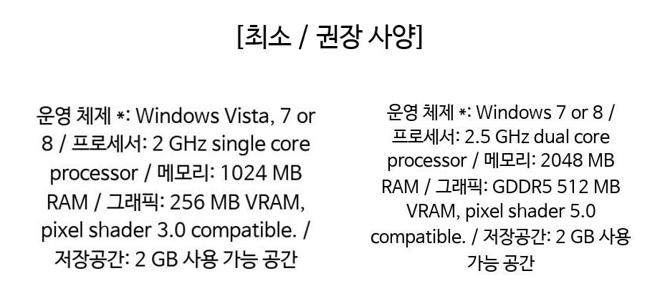 [최소 / 권장 사양]
운영 체제 *: Windows Vista, 7 or
8 / 프로세서: 2 GHz single core
processor / 메모리: 1024 MB
RAM / 그래픽: 256 MB VRAM,
pixel shader 3.0 compatible. /
저장공간: 2 GB 사용 가능 공간
운영 체제 *: Windows 7 or 8 /
프로세서: 2.5 GHz dual core
processor / 메모리: 2048 MB
RAM / 그래픽: GDDR5 512 MB
VRAM, pixel shader 5.0
compatible. / 저장공간: 2 GB 사용
가능 공간